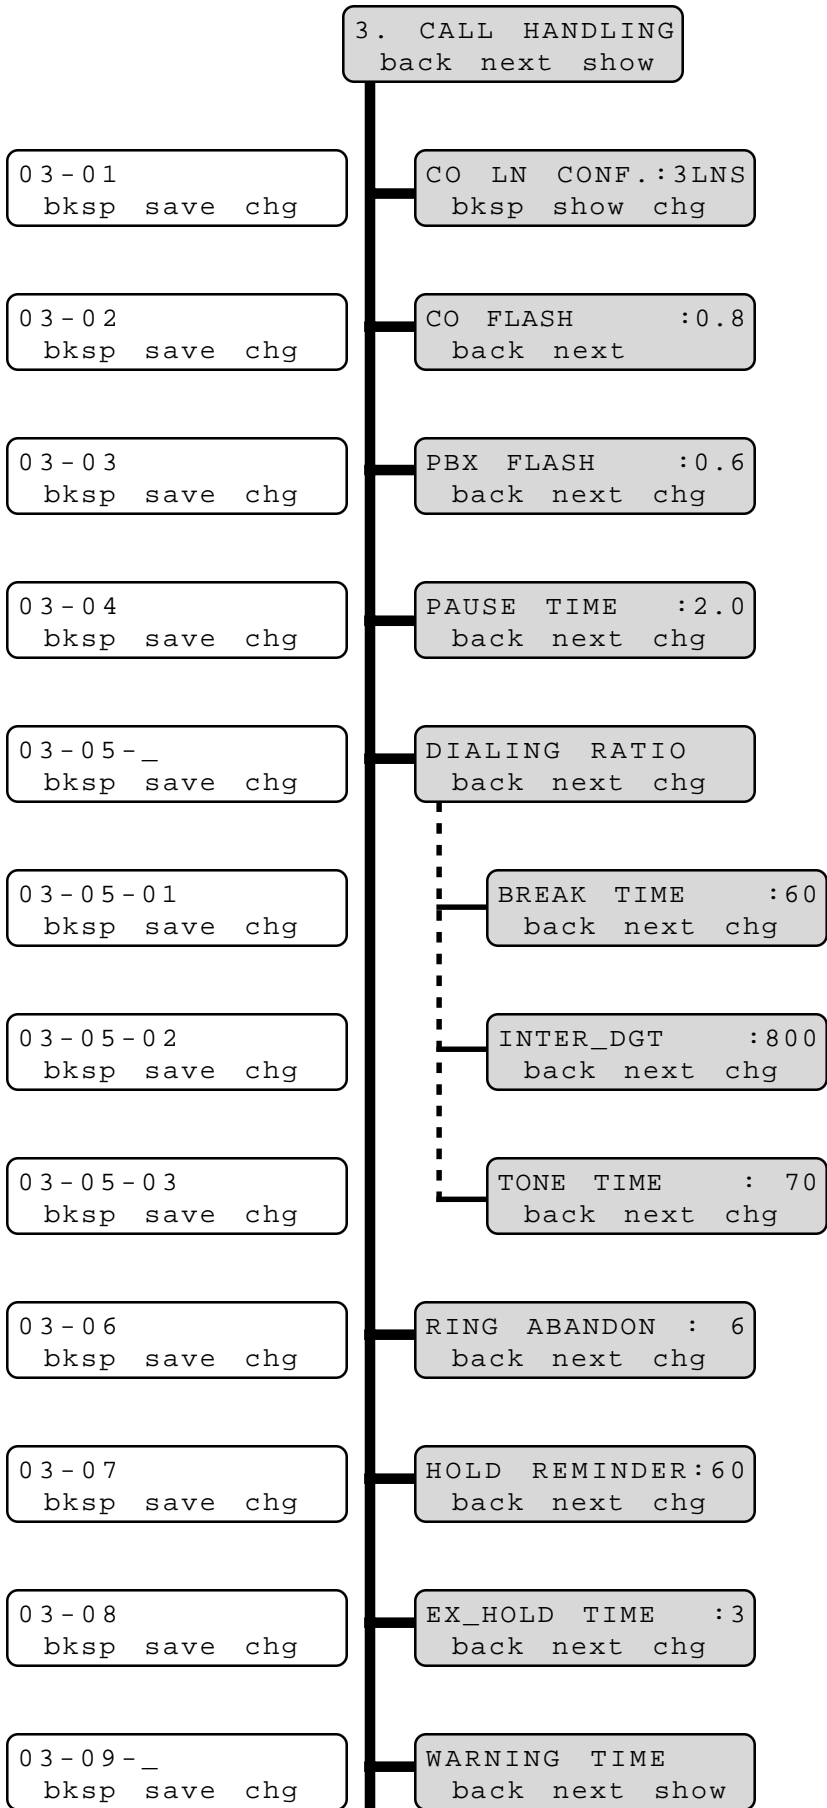 3. CALL HANDLING
back next show
03-01
bksp save chg
CO LN CONF.:3LNS
bksp show chg
03-02
bksp save chg
CO FLASH :0.8
back next
03-03
bksp save chg
PBX FLASH :0.6
back next chg
03-04
bksp save chg
PAUSE TIME :2.0
back next chg
03-05-_
bksp save chg
DIALING RATIO
back next chg
03-05-01
bksp save chg
BREAK TIME :60
back next chg
03-05-02
bksp save chg
INTER_DGT :800
back next chg
03-05-03
bksp save chg
TONE TIME : 70
back next chg
03-06
bksp save chg
RING ABANDON : 6
back next chg
03-07
bksp save chg
HOLD REMINDER:60
back next chg
03-08
bksp save chg
EX_HOLD TIME :3
back next chg
03-09-_
bksp save chg
WARNING TIME
back next show